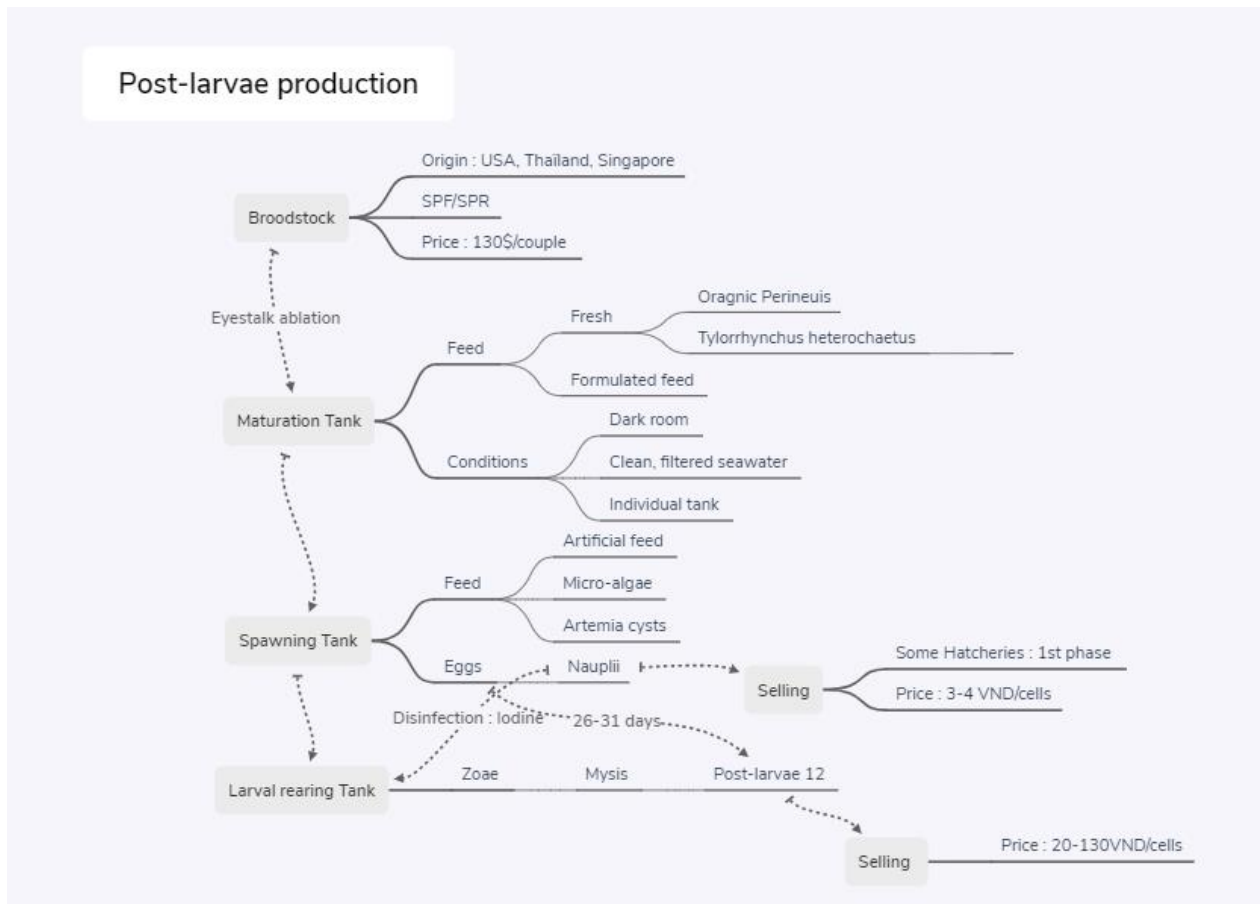 Post-larvae production
Origin : USA, Thaïland, Singapore
Broodstock
SPF/SPR
Price : 130$/couple
Eyestalk ablation
Maturation Tank
Feed
Fresh
Oragnic Perineuis
Tylorrhynchus heterochaetus
Formulated feed
Conditions
Dark room
Clean, filtered seawater
Individual tank
Spawning Tank
Feed
Artificial feed
Micro-algae
Artemia cysts
Eggs
Nauplii
Selling
Some Hatcheries : 1st phase
Price : 3-4 VND/cells
Disinfection : Iodine
26-31 days
Larval rearing Tank
Zoae
Mysis
Post-larvae 12
Selling
Price : 20-130VND/cells